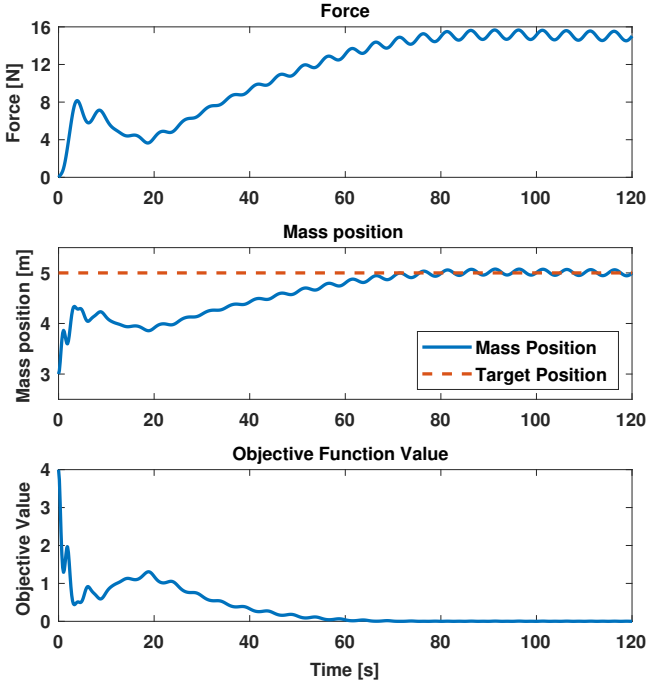 Force
Force [N]
16
12
8
4
0
0 20 40 60 80 100 120
Mass position
Mass position [m]
5
4
3
Mass Position
Target Position
0 20 40 60 80 100 120
Objective Function Value
Objective Value
4
3
2
1
0
0 20 40 60 80 100 120
Time [s]